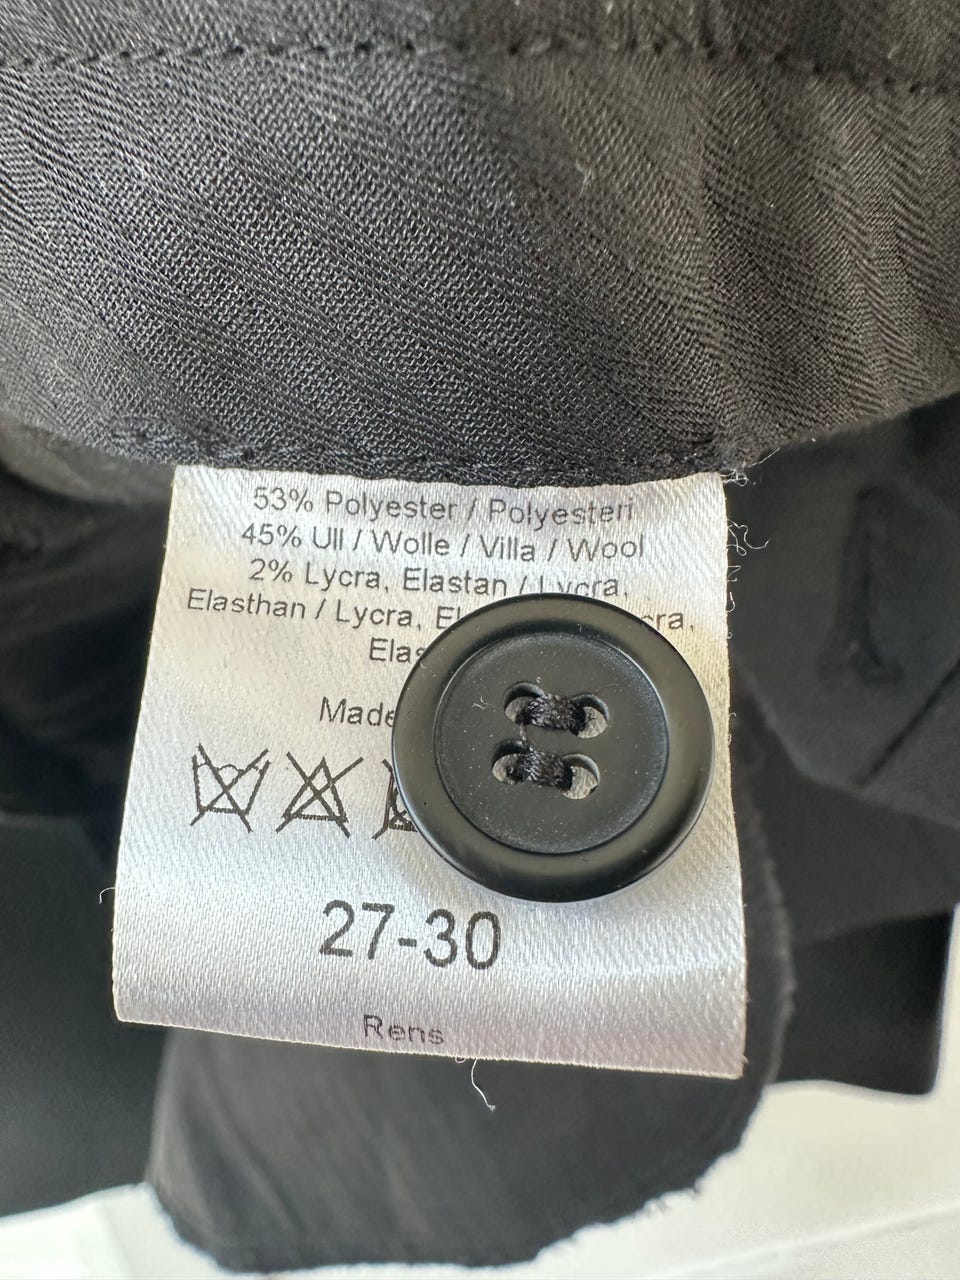 53% Polyester / Polyesteri
45% Ull / Wolle / Villa / Wool
2% Lycra, Elastan / Lycra,
Elasthan / Lycra,
27-30
Rens